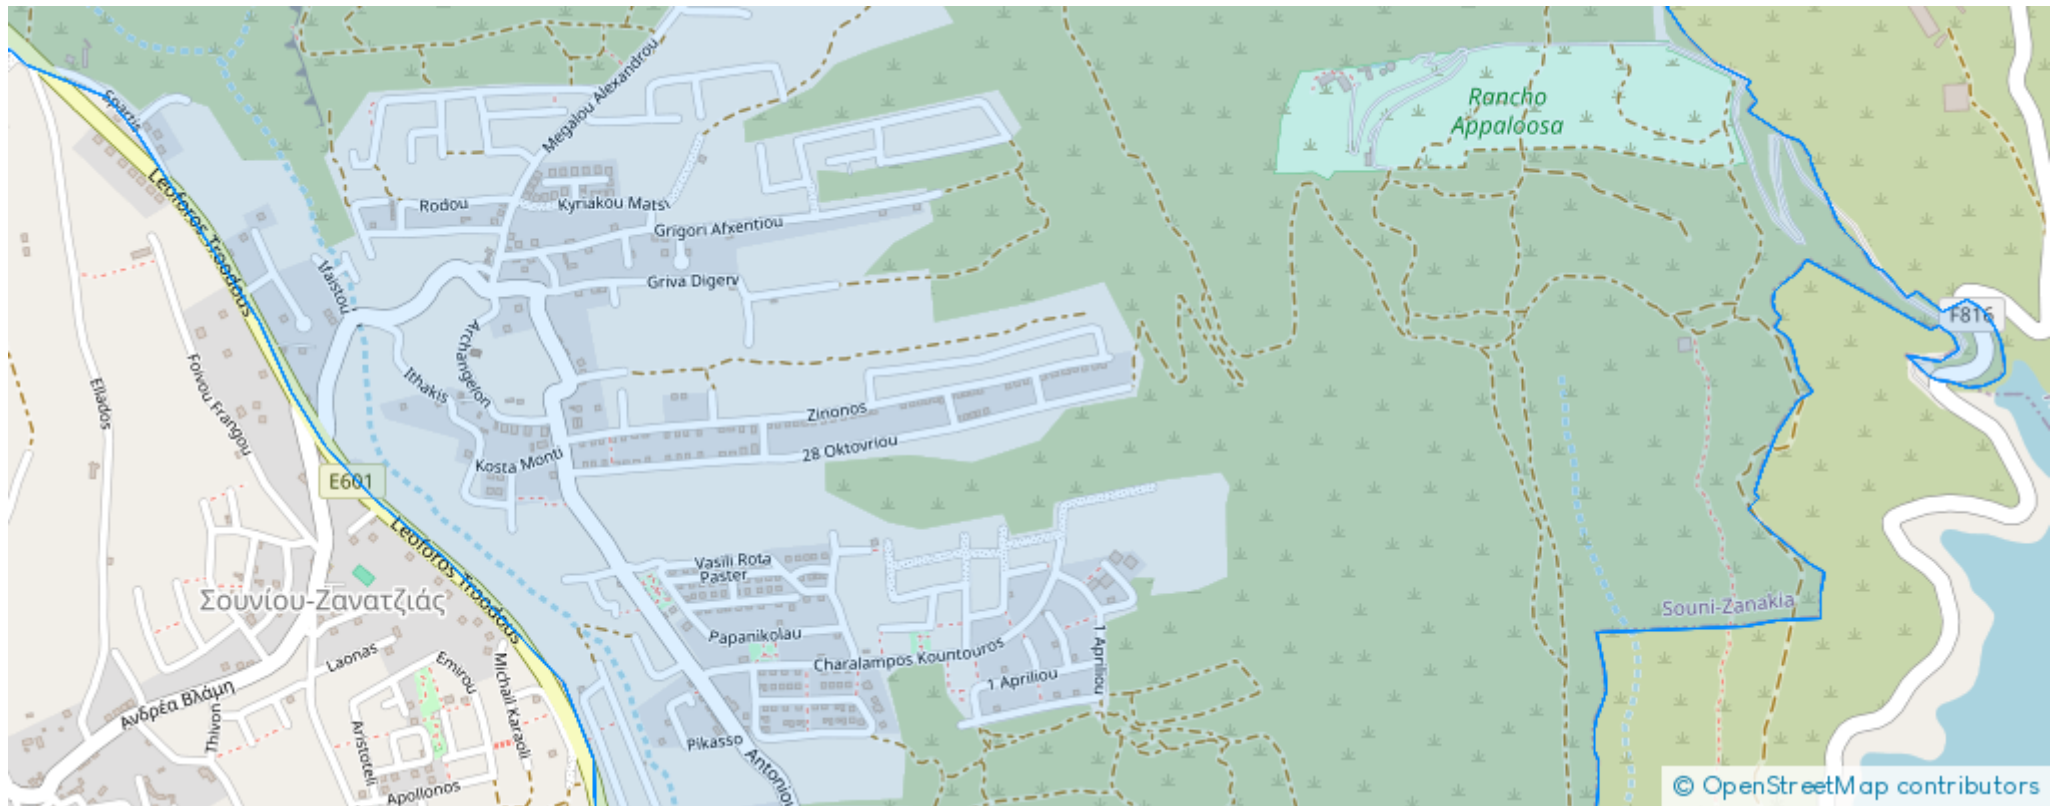 Spartis
Megalou Alexandrou
Rancho
Appaloosa
Leoforos Troodous
Rodou
Kyriakou Matsi
Grigori Afxentiou
Ifaistou
Griva Digeni
F816
Archangelon
Foivou Frangou
Ellados
Ithakis
Zinonos
28 Oktovriou
Kosta Monti
E601
Leoforos Troodous
Vasili Rota
Paster
Σουνίου-Ζανατζιάς
Souni-Zanakia
Papanikolau
1 Apriliou
Charalampos Kountouros
Laonas
Emirou
Michail Karaoli
1 Apriliou
Ανδρέα Βλάμη
Thivon
Aristoteli
Pikasso
Antoniou
Apollonos
© OpenStreetMap contributors